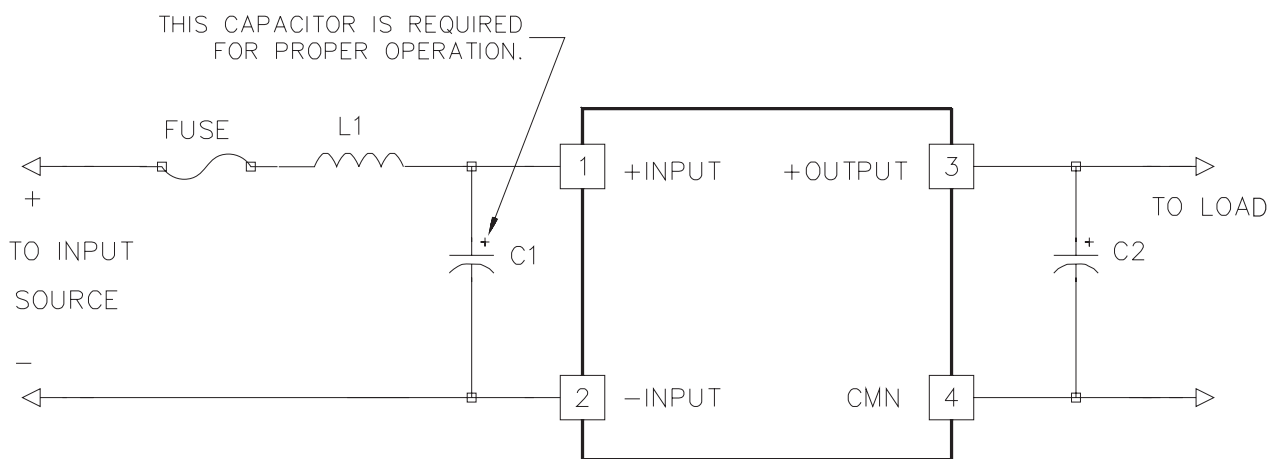 THIS CAPACITOR IS REQUIRED
FOR PROPER OPERATION.
FUSE
L1
1
+INPUT
+OUTPUT
3
+
TO LOAD
TO INPUT
+
C1
+
C2
SOURCE
-
2
-INPUT
CMN
4